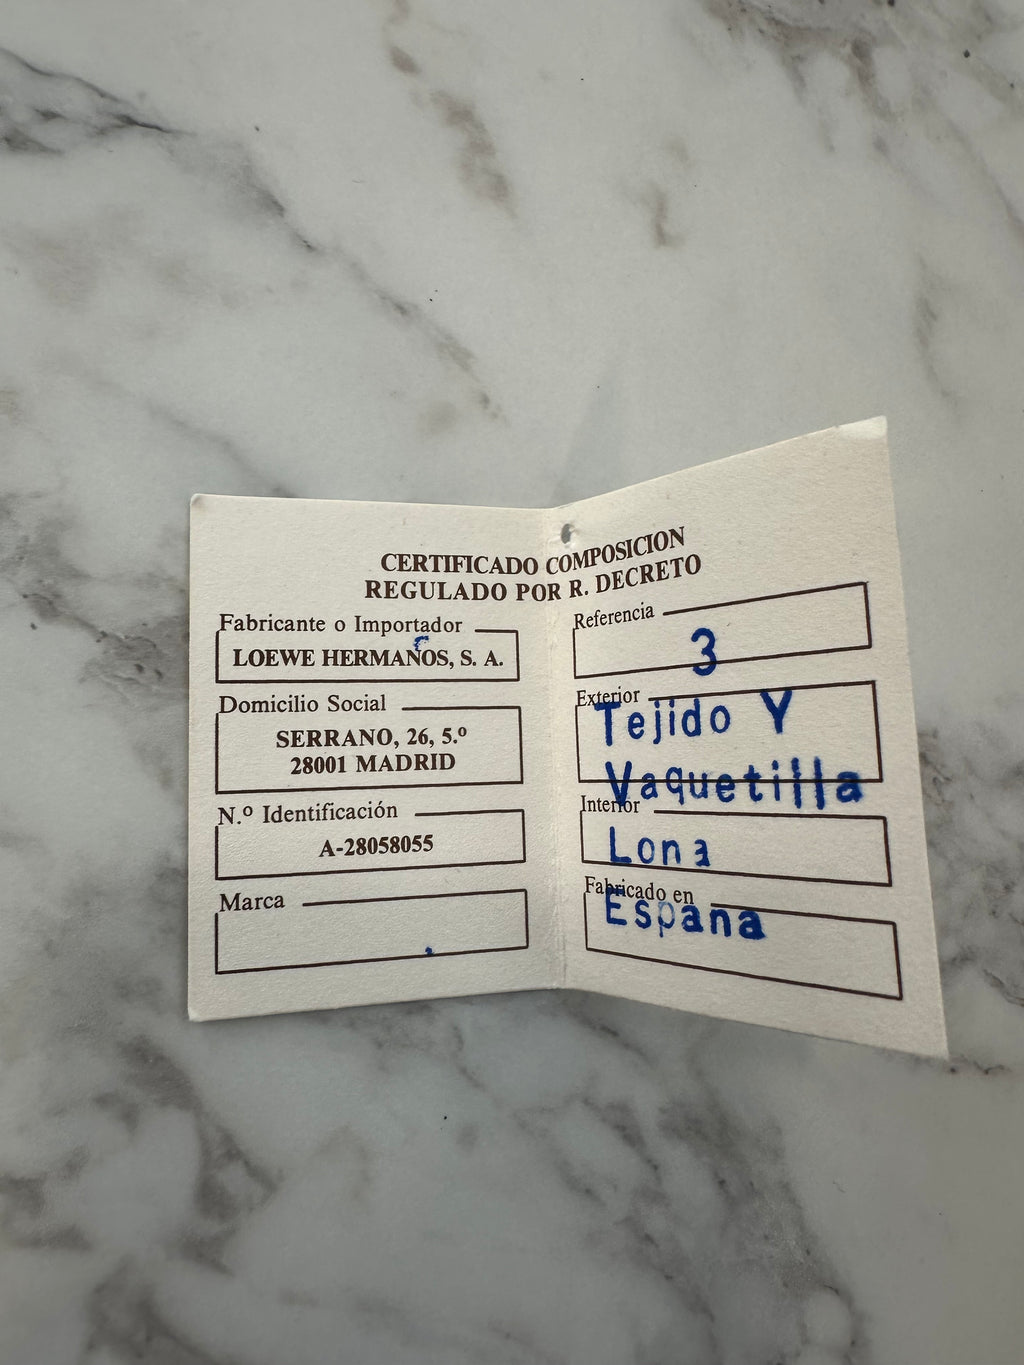 CERTIFICADO COMPOSICION
REGULADO POR R. DECRETO
Fabricante o Importador
LOEWE HERMANOS, S. A.
Domicilio Social
SERRANO, 26, 5.º
28001 MADRID
N.º Identificación
A-28058055
Marca
Referencia
3
Exterior
Tejido Y
Vaquetilla
Interior
Lona
Fabricado en
Espana